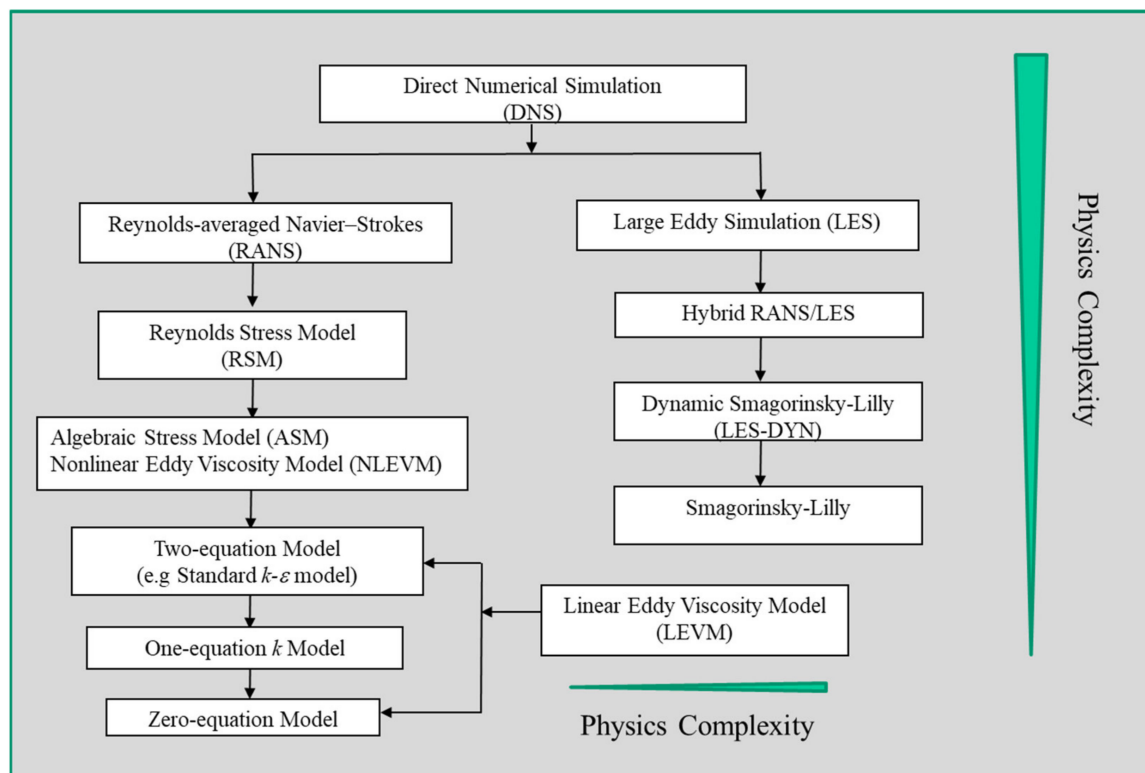 Direct Numerical Simulation
(DNS)
Reynolds-averaged Navier–Strokes
(RANS)
Large Eddy Simulation (LES)
Reynolds Stress Model
(RSM)
Hybrid RANS/LES
Algebraic Stress Model (ASM)
Nonlinear Eddy Viscosity Model (NLEVM)
Dynamic Smagorinsky-Lilly
(LES-DYN)
Smagorinsky-Lilly
Two-equation Model
(e.g Standard k-ε model)
Linear Eddy Viscosity Model
(LEVM)
One-equation k Model
Zero-equation Model
Physics Complexity
Physics Complexity